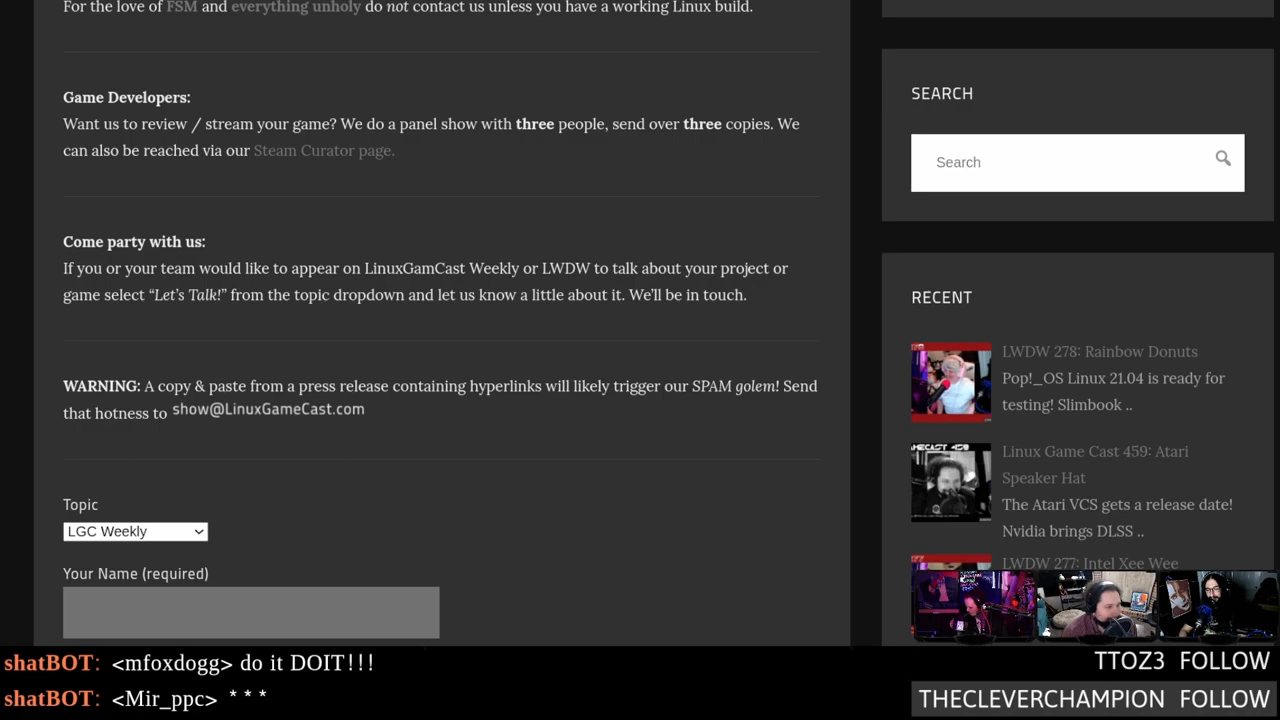 For the love of FSM and everything unholy do not contact us unless you have a working Linux build.
Game Developers:
Want us to review / stream your game? We do a panel show with three people, send over three copies. We
can also be reached via our Steam Curator page.
Come party with us:
If you or your team would like to appear on LinuxGamCast Weekly or LWDW to talk about your project or
game select “Let’s Talk!” from the topic dropdown and let us know a little about it. We’ll be in touch.
WARNING: A copy & paste from a press release containing hyperlinks will likely trigger our SPAM golem! Send
that hotness to show@LinuxGameCast.com
Topic
LGC Weekly
Your Name (required)
SEARCH
Search
RECENT
LWDW 278: Rainbow Donuts
Pop!_OS Linux 21.04 is ready for
testing! Slimbook ..
Linux Game Cast 459: Atari
Speaker Hat
The Atari VCS gets a release date!
Nvidia brings DLSS ..
LWDW 277: Intel Xee Wee
shatBOT: <mfoxdogg> do it DOIT!!!
shatBOT: <Mir_ppc> * * *
TTOZ3 FOLLOW
THECLEVERCHAMPION FOLLOW